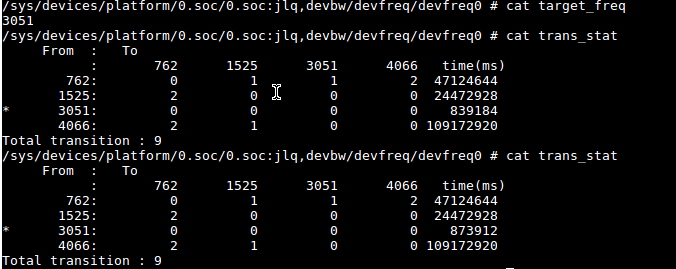 /sys/devices/platform/0.soc/0.soc:jlq,devbw/devfreq/devfreq0 # cat target_freq
3051
/sys/devices/platform/0.soc/0.soc:jlq,devbw/devfreq/devfreq0 # cat trans_stat
     From  :   To
           :       762      1525      3051      4066   time(ms)
        762:         0         1         1         2  47124644
       1525:         2         0         0         0  24472928
*      3051:         0         0         0         0    839184
       4066:         2         1         0         0 109172920
Total transition : 9
/sys/devices/platform/0.soc/0.soc:jlq,devbw/devfreq/devfreq0 # cat trans_stat
     From  :   To
           :       762      1525      3051      4066   time(ms)
        762:         0         1         1         2  47124644
       1525:         2         0         0         0  24472928
*      3051:         0         0         0         0    873912
       4066:         2         1         0         0 109172920
Total transition : 9